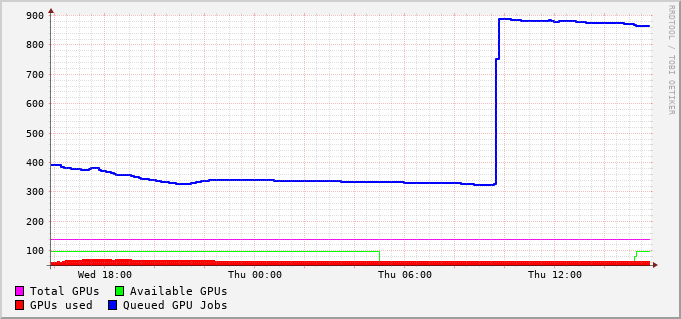 900
800
700
600
500
400
300
200
100
Wed 18:00 Thu 00:00 Thu 06:00 Thu 12:00
Total GPUs Available GPUs
GPUs used Queued GPU Jobs
RRDTOOL / TOBI OETIKER